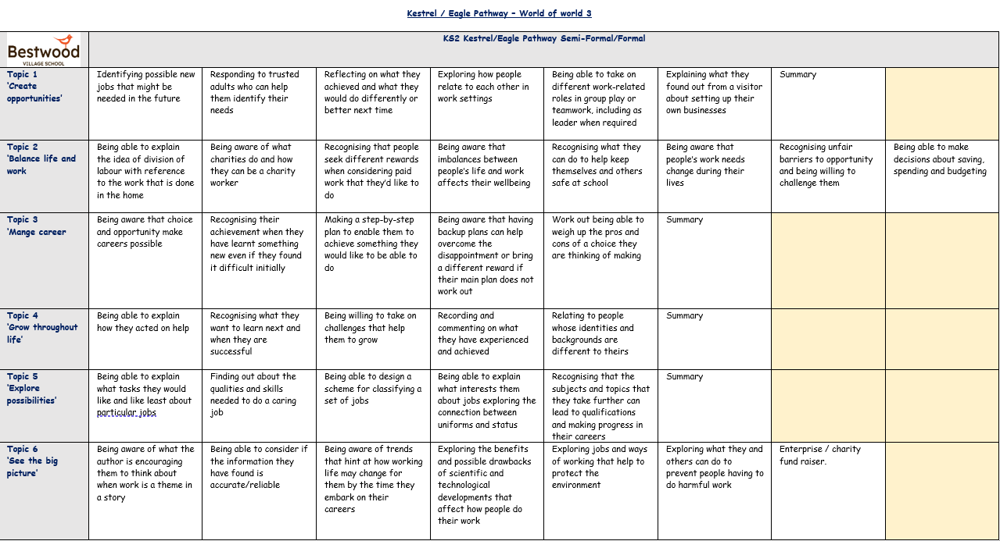 Kestrel / Eagle Pathway – World of world 3
Bestwood
VILLAGE SCHOOL
KS2 Kestrel/Eagle Pathway Semi-Formal/Formal
Topic 1
‘Create
opportunities’
Identifying possible new
jobs that might be
needed in the future
Responding to trusted
adults who can help
them identify their
needs
Reflecting on what they
achieved and what they
would do differently or
better next time
Exploring how people
relate to each other in
work settings
Being able to take on
different work-related
roles in group play or
teamwork, including as
leader when required
Explaining what they
found out from a visitor
about setting up their
own businesses
Summary
Topic 2
‘Balance life and
work
Being able to explain
the idea of division of
labour with reference
to the work that is done
in the home
Being aware of what
charities do and how
they can be a charity
worker
Recognising that people
seek different rewards
when considering paid
work that they’d like to
do
Being aware that
imbalances between
people’s life and work
affects their wellbeing
Recognising what they
can do to help keep
themselves and others
safe at school
Being aware that
people’s work needs
change during their
lives
Recognising unfair
barriers to opportunity
and being willing to
challenge them
Being able to make
decisions about saving,
spending and budgeting
Topic 3
‘Mange career
Being aware that choice
and opportunity make
careers possible
Recognising their
achievement when they
have learnt something
new even if they found
it difficult initially
Making a step-by-step
plan to enable them to
achieve something they
would like to be able to
do
Being aware that having
backup plans can help
overcome the
disappointment or bring
a different reward if
their main plan does not
work out
Work out being able to
weigh up the pros and
cons of a choice they
are thinking of making
Summary
Topic 4
‘Grow throughout
life’
Being able to explain
how they acted on help
Recognising what they
want to learn next and
when they are
successful
Being willing to take on
challenges that help
them to grow
Recording and
commenting on what
they have experienced
and achieved
Relating to people
whose identities and
backgrounds are
different to theirs
Summary
Topic 5
‘Explore
possibilities’
Being able to explain
what tasks they would
like and like least about
particular jobs
Finding out about the
qualities and skills
needed to do a caring
job
Being able to design a
scheme for classifying a
set of jobs
Being able to explain
what interests them
about jobs exploring the
connection between
uniforms and status
Recognising that the
subjects and topics that
they take further can
lead to qualifications
and making progress in
their careers
Summary
Topic 6
‘See the big
picture’
Being aware of what the
author is encouraging
them to think about
when work is a theme in
a story
Being able to consider if
the information they
have found is
accurate/reliable
Being aware of trends
that hint at how working
life may change for
them by the time they
embark on their
careers
Exploring the benefits
and possible drawbacks
of scientific and
technological
developments that
affect how people do
their work
Exploring jobs and ways
of working that help to
protect the
environment
Exploring what they and
others can do to
prevent people having to
do harmful work
Enterprise / charity
fund raiser.